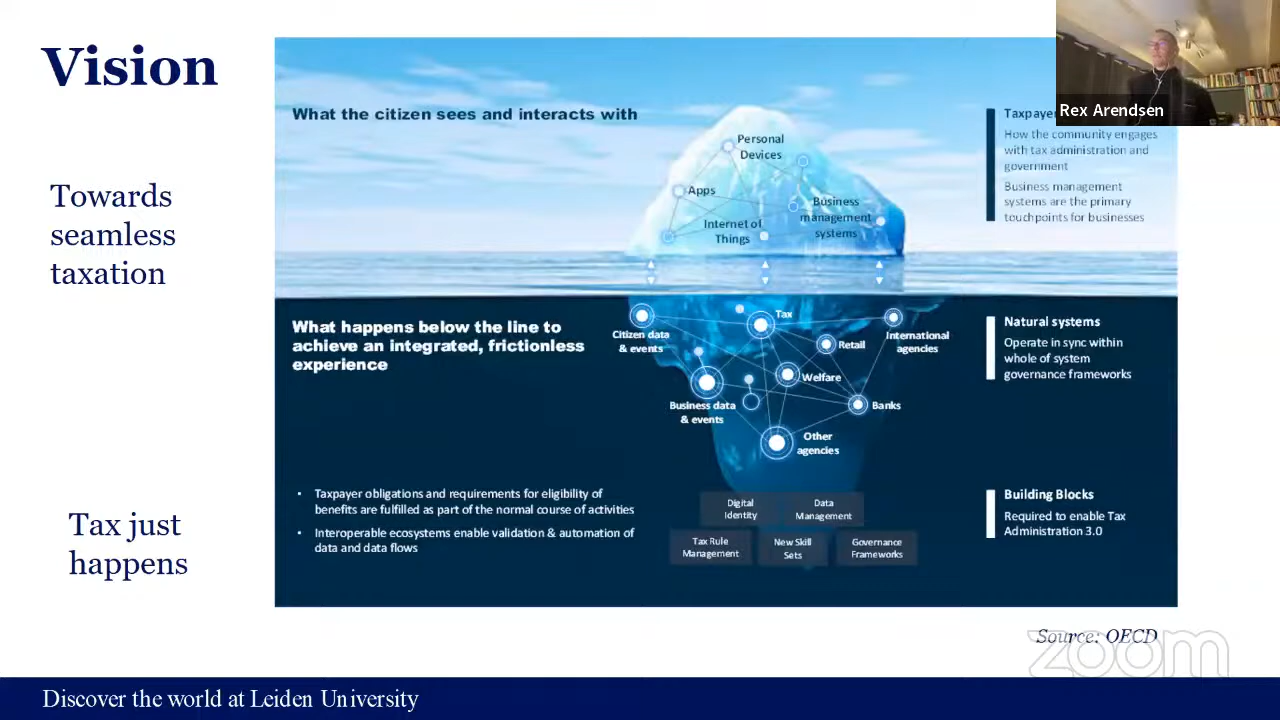 Vision
Towards
seamless
taxation
Tax just
happens
What the citizen sees and interacts with
Personal
Devices
Apps
Business
management
systems
Internet of
Things
Rex Arendsen
How the community engages
with tax administration and
government
Business management
systems are the primary
touchpoints for businesses
What happens below the line to
achieve an integrated, frictionless
experience
Tax
Citizen data
& events
Retail
International
agencies
Welfare
Business data
& events
Banks
Other
agencies
Natural systems
Operate in sync within
whole of system
governance frameworks
• Taxpayer obligations and requirements for eligibility of
benefits are fulfilled as part of the normal course of activities
• Interoperable ecosystems enable validation & automation of
data and data flows
Digital
Identity
Data
Management
Tax Rule
Management
New Skill
Sets
Governance
Frameworks
Building Blocks
Required to enable Tax
Administration 3.0
Source: OECD
zoom
Discover the world at Leiden University